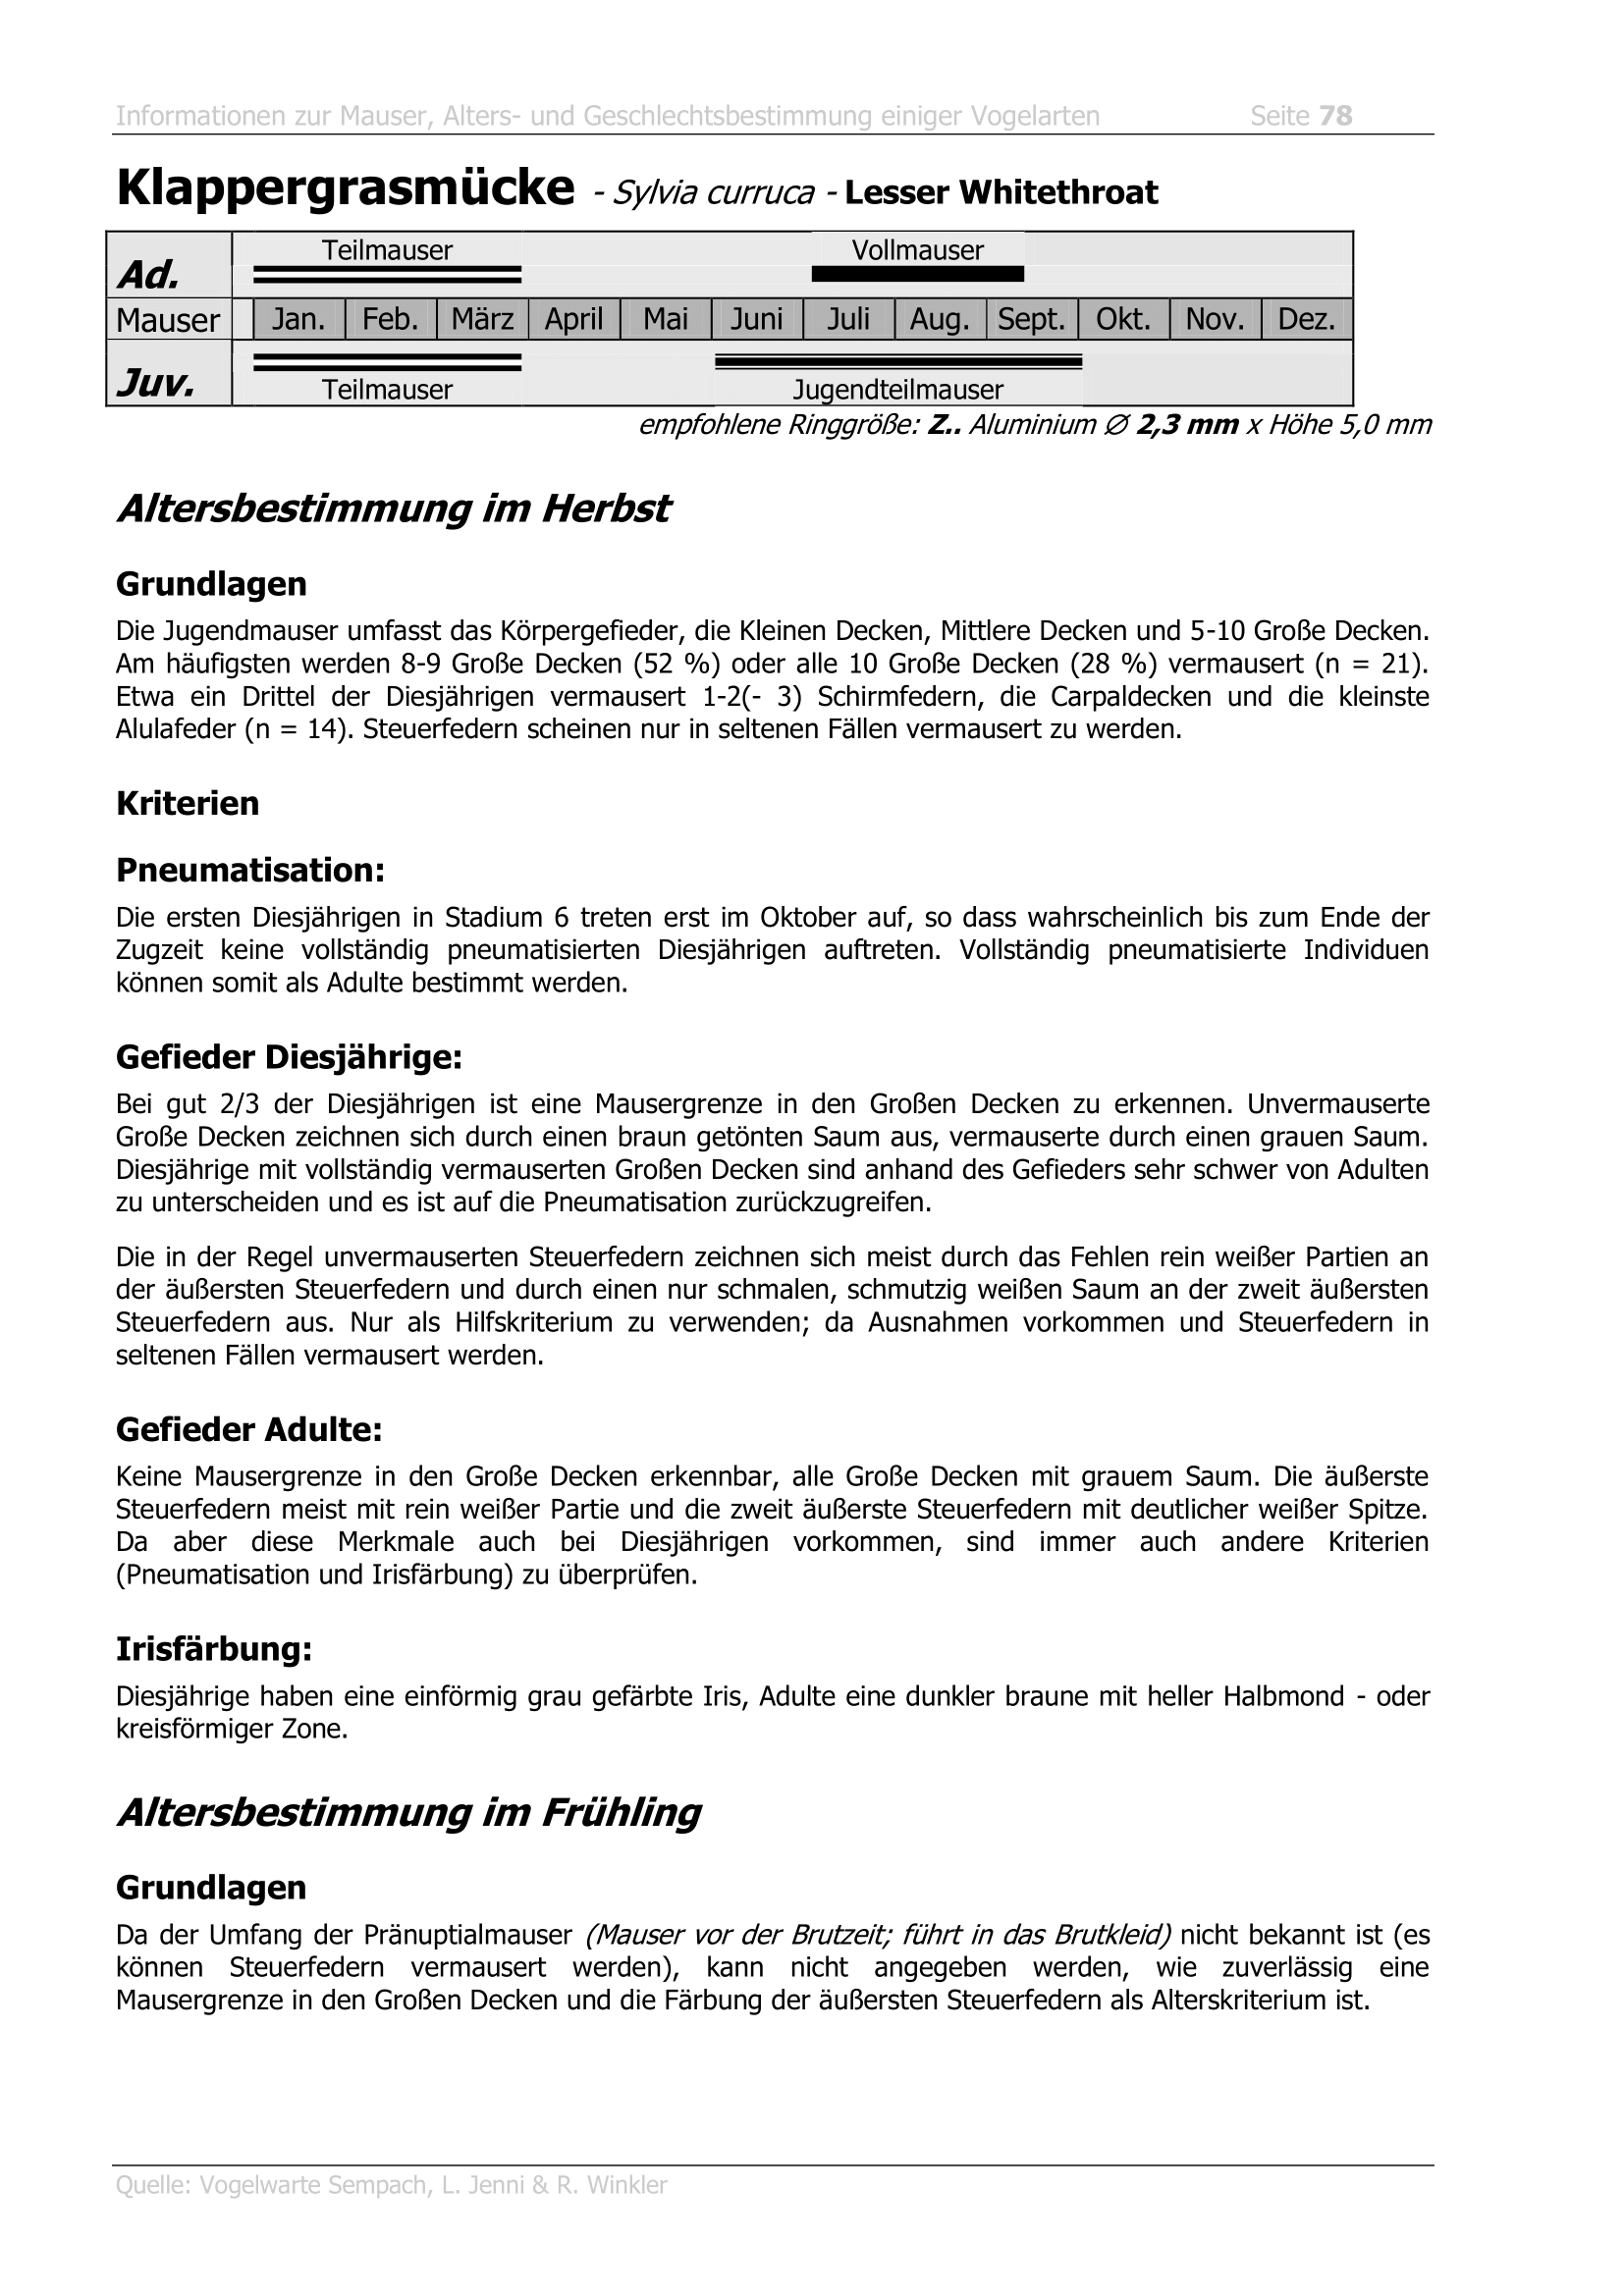 Informationen zur Mauser, Alters- und Geschlechtsbestimmung einiger Vogelarten Seite 78
Klappergrasmücke - Sylvia curruca - Lesser Whitethroat
Ad. Teilmauser Vollmauser
Mauser Jan. Feb. März April Mai Juni Juli Aug. Sept. Okt. Nov. Dez.
Juv. Teilmauser Jugendteilmauser
empfohlene Ringgröße: Z.. Aluminium ∅ 2,3 mm x Höhe 5,0 mm
Altersbestimmung im Herbst
Grundlagen
Die Jugendmauser umfasst das Körpergefieder, die Kleinen Decken, Mittlere Decken und 5-10 Große Decken.
Am häufigsten werden 8-9 Große Decken (52 %) oder alle 10 Große Decken (28 %) vermausert (n = 21).
Etwa ein Drittel der Diesjährigen vermausert 1-2(- 3) Schirmfedern, die Carpaldecken und die kleinste
Alulafeder (n = 14). Steuerfedern scheinen nur in seltenen Fällen vermausert zu werden.
Kriterien
Pneumatisation:
Die ersten Diesjährigen in Stadium 6 treten erst im Oktober auf, so dass wahrscheinlich bis zum Ende der
Zugzeit keine vollständig pneumatisierten Diesjährigen auftreten. Vollständig pneumatisierte Individuen
können somit als Adulte bestimmt werden.
Gefieder Diesjährige:
Bei gut 2/3 der Diesjährigen ist eine Mausergrenze in den Großen Decken zu erkennen. Unvermauserte
Große Decken zeichnen sich durch einen braun getönten Saum aus, vermauserte durch einen grauen Saum.
Diesjährige mit vollständig vermauserten Großen Decken sind anhand des Gefieders sehr schwer von Adulten
zu unterscheiden und es ist auf die Pneumatisation zurückzugreifen.
Die in der Regel unvermauserten Steuerfedern zeichnen sich meist durch das Fehlen rein weißer Partien an
der äußersten Steuerfedern und durch einen nur schmalen, schmutzig weißen Saum an der zweit äußersten
Steuerfedern aus. Nur als Hilfskriterium zu verwenden; da Ausnahmen vorkommen und Steuerfedern in
seltenen Fällen vermausert werden.
Gefieder Adulte:
Keine Mausergrenze in den Große Decken erkennbar, alle Große Decken mit grauem Saum. Die äußerste
Steuerfedern meist mit rein weißer Partie und die zweit äußerste Steuerfedern mit deutlicher weißer Spitze.
Da aber diese Merkmale auch bei Diesjährigen vorkommen, sind immer auch andere Kriterien
(Pneumatisation und Irisfärbung) zu überprüfen.
Irisfärbung:
Diesjährige haben eine einförmig grau gefärbte Iris, Adulte eine dunkler braune mit heller Halbmond - oder
kreisförmiger Zone.
Altersbestimmung im Frühling
Grundlagen
Da der Umfang der Pränuptialmauser (Mauser vor der Brutzeit; führt in das Brutkleid) nicht bekannt ist (es
können Steuerfedern vermausert werden), kann nicht angegeben werden, wie zuverlässig eine
Mausergrenze in den Großen Decken und die Färbung der äußersten Steuerfedern als Alterskriterium ist.
Quelle: Vogelwarte Sempach, L. Jenni & R. Winkler